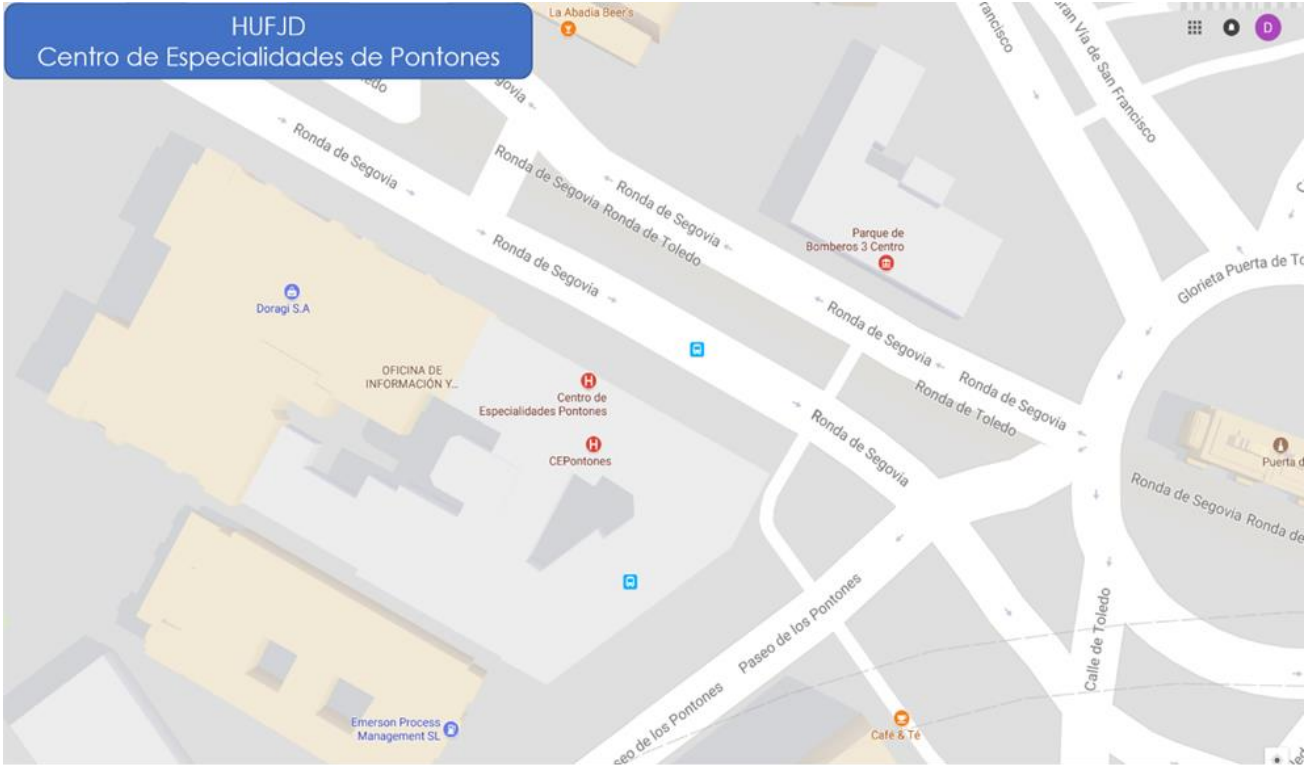 HUFJD
Centro de Especialidades de Pontones
La Abadia Beer's
D
Gran Vía de San Francisco
Ronda de Segovia
Ronda de Segovia Ronda de Toledo
Ronda de Segovia
Parque de
Bomberos 3 Centro
Glorieta Puerta de To
Ronda de Segovia
Doragi S.A
Ronda de Segovia
Ronda de Segovia
Ronda de Toledo
OFICINA DE
INFORMACIÓN Y...
H
Centro de
Especialidades Pontones
H
CEPontones
Ronda de Segovia
Puerta d
Ronda de Segovia Ronda de
Paseo de los Pontones
Paseo de los Pontones
Calle de Toledo
Emerson Process
Management SL
Café & Té